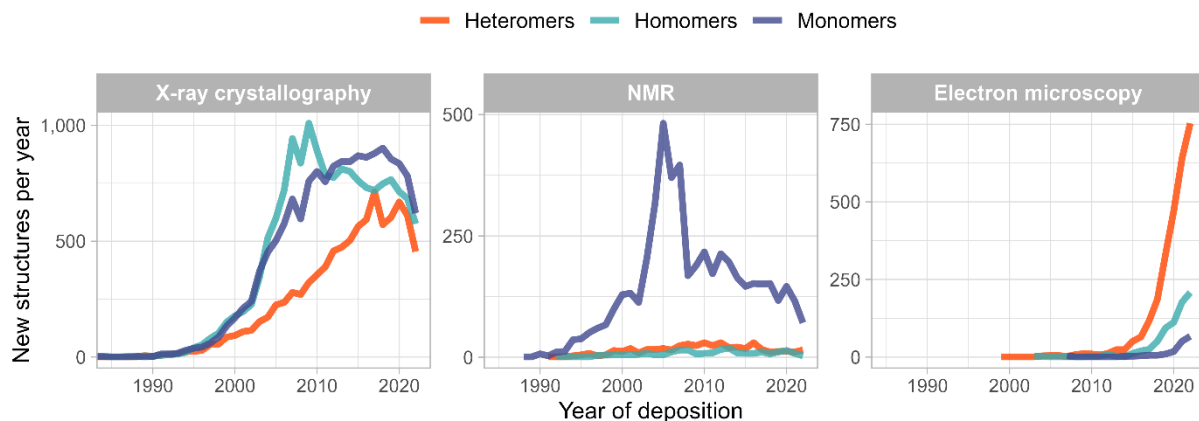 Heteromers Homomers Monomers
X-ray crystallography
NMR
Electron microscopy
New structures per year
1,000
500
0
1990 2000 2010 2020
500
250
0
1990 2000 2010 2020
750
500
250
0
1990 2000 2010 2020
Year of deposition